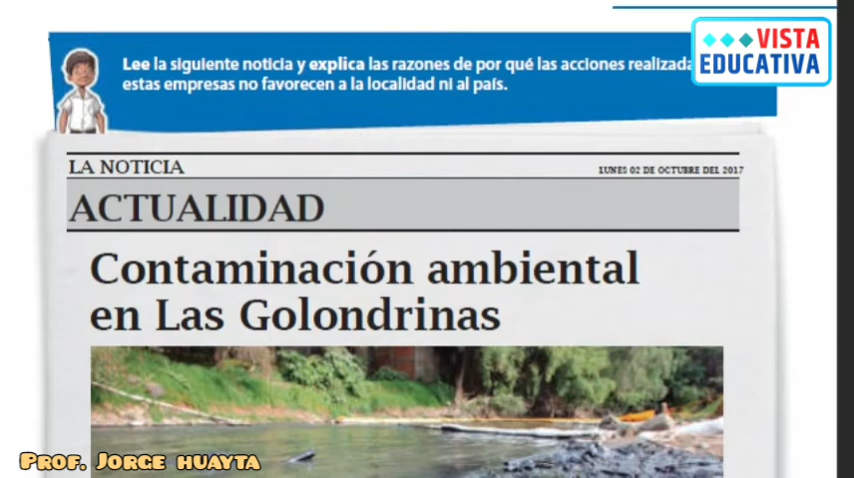 VISTA
EDUCATIVA
Lee la siguiente noticia y explica las razones de por qué las acciones
estas empresas no favorecen a la localidad ni al país.
LA NOTICIA
LUNES 02 DE OCTUBRE DEL 2017
ACTUALIDAD
Contaminación ambiental
en Las Golondrinas
PROF. JORGE HUAYTA